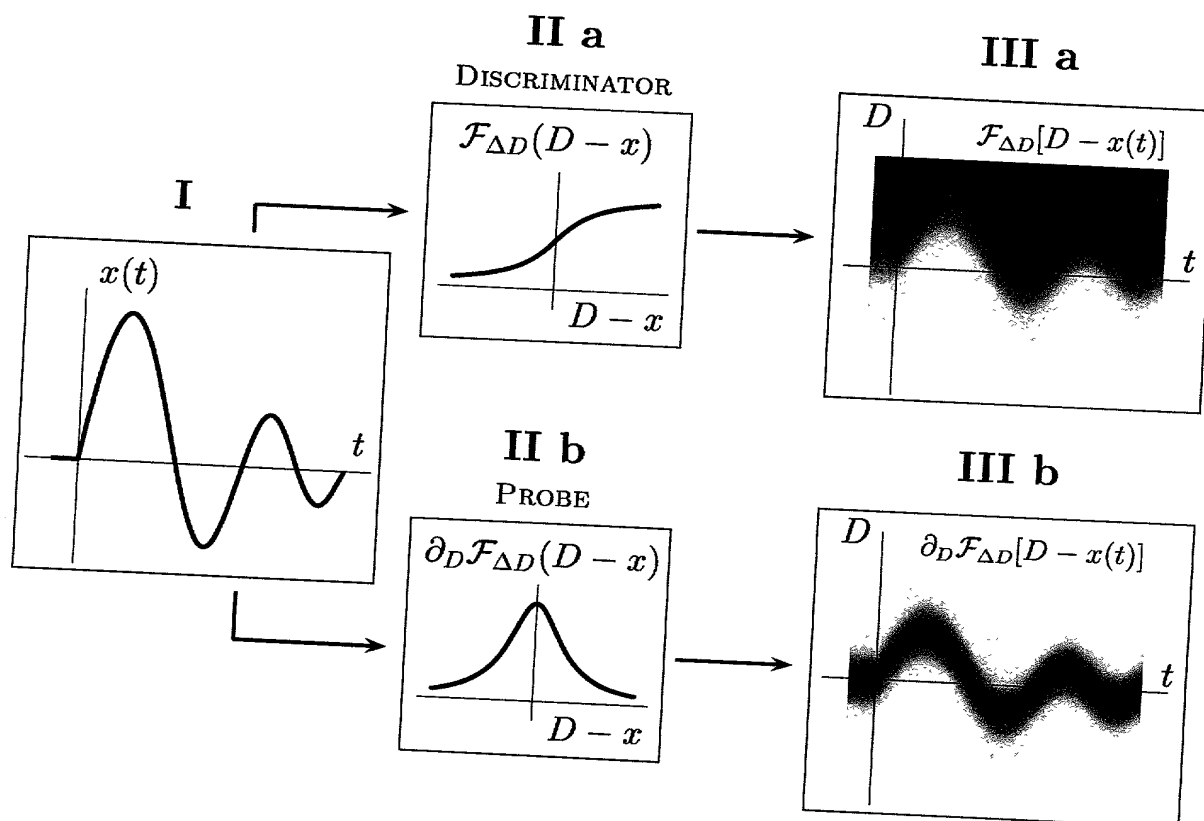 I
x(t)
t
II a
DISCRIMINATOR
𝓕_{ΔD}(D − x)
D − x
III a
D
𝓕_{ΔD}[D − x(t)]
t
II b
PROBE
∂_D𝓕_{ΔD}(D − x)
D − x
III b
D
∂_D𝓕_{ΔD}[D − x(t)]
t